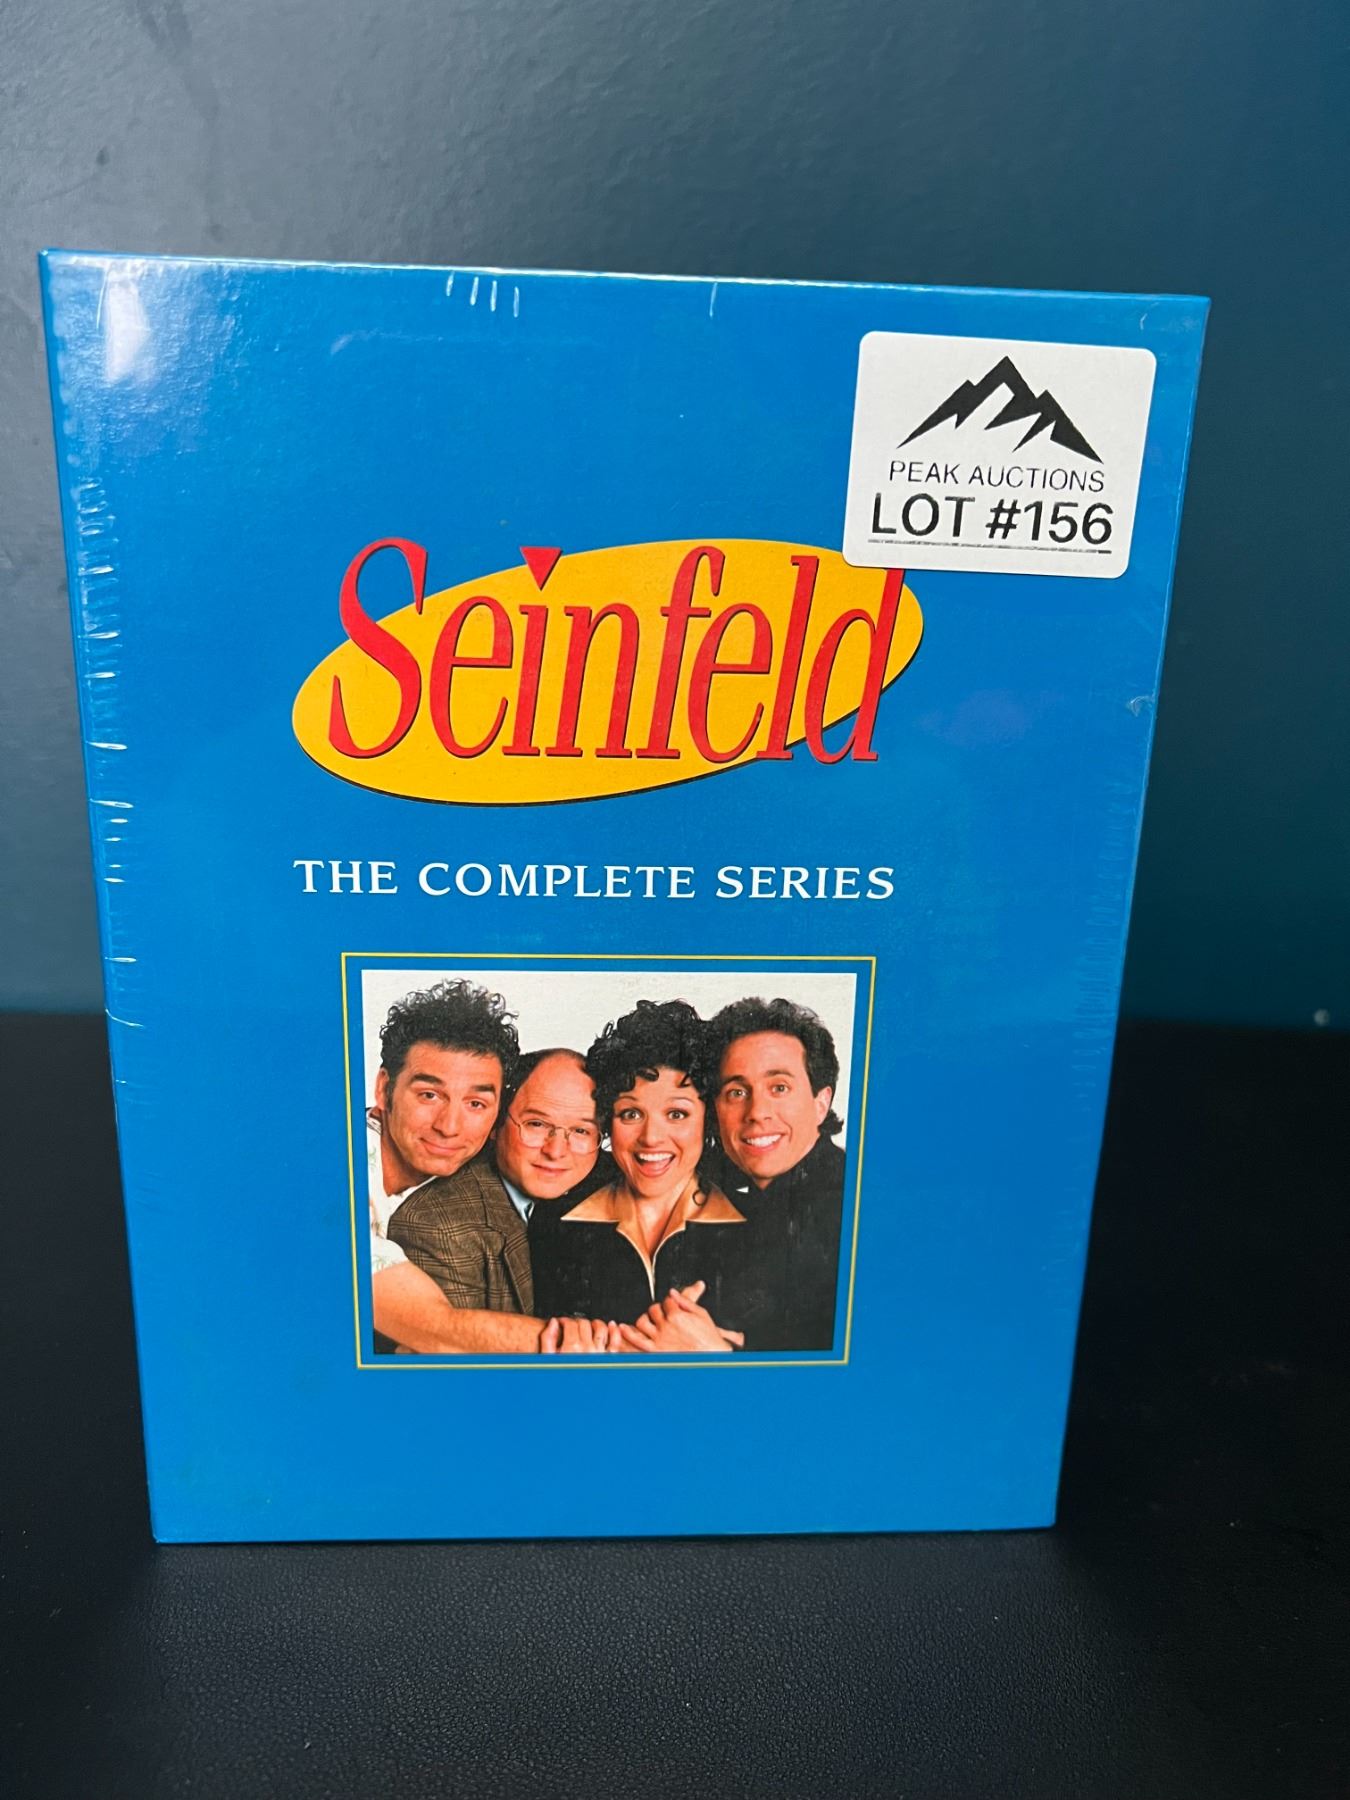 PEAK AUCTIONS
LOT #156
Seinfeld
THE COMPLETE SERIES